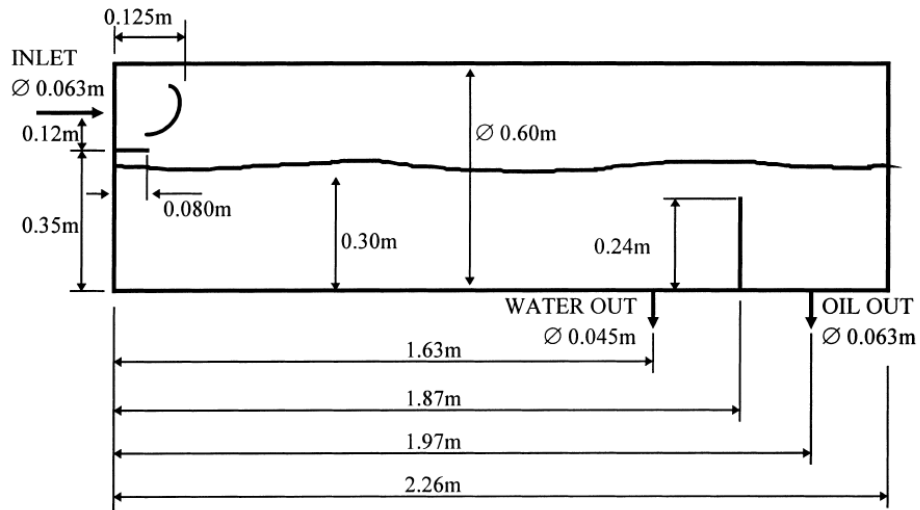 0.125m
INLET
∅ 0.063m
0.12m
∅ 0.60m
0.35m
0.080m
0.30m
0.24m
WATER OUT
∅ 0.045m
OIL OUT
∅ 0.063m
1.63m
1.87m
1.97m
2.26m